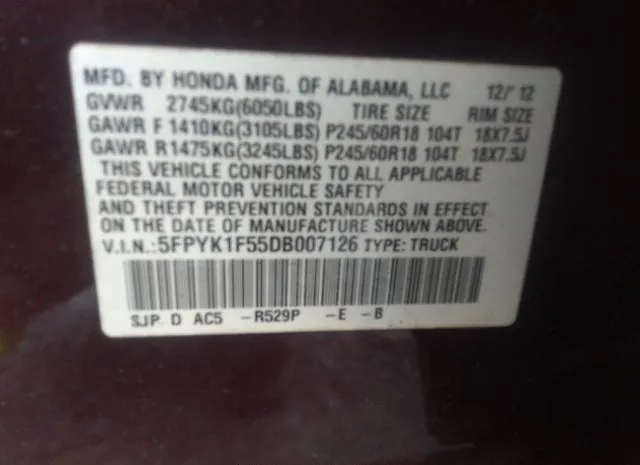 MFD. BY HONDA MFG. OF ALABAMA, LLC 12/'12
GVWR 2745KG(6050LBS) TIRE SIZE RIM SIZE
GAWR F 1410KG(3105LBS) P245/60R18 104T 18X7.5J
GAWR R1475KG(3245LBS) P245/60R18 104T 18X7.5J
THIS VEHICLE CONFORMS TO ALL APPLICABLE
FEDERAL MOTOR VEHICLE SAFETY
AND THEFT PREVENTION STANDARDS IN EFFECT
ON THE DATE OF MANUFACTURE SHOWN ABOVE.
V.I.N.:5FPYK1F55DB007126 TYPE: TRUCK
SJP D AC5 -R529P -E -B